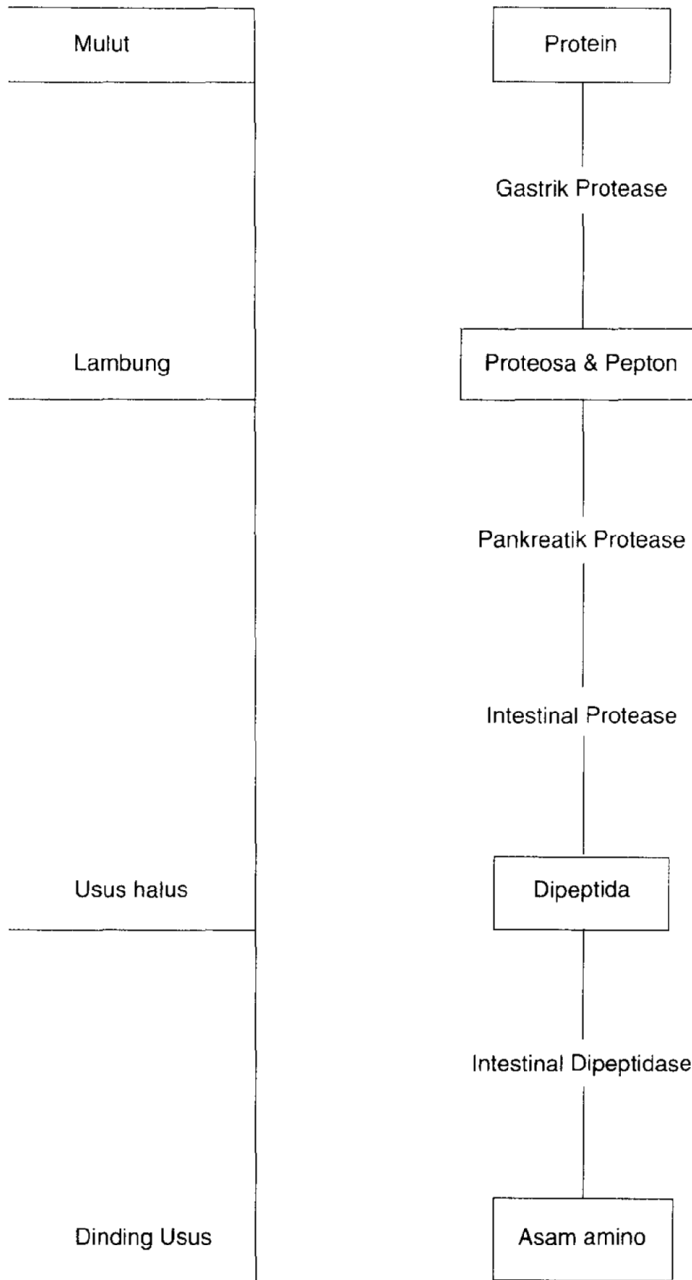 Mulut
Protein
Gastrik Protease
Lambung
Proteosa & Pepton
Pankreatik Protease
Intestinal Protease
Usus halus
Dipeptida
Intestinal Dipeptidase
Dinding Usus
Asam amino